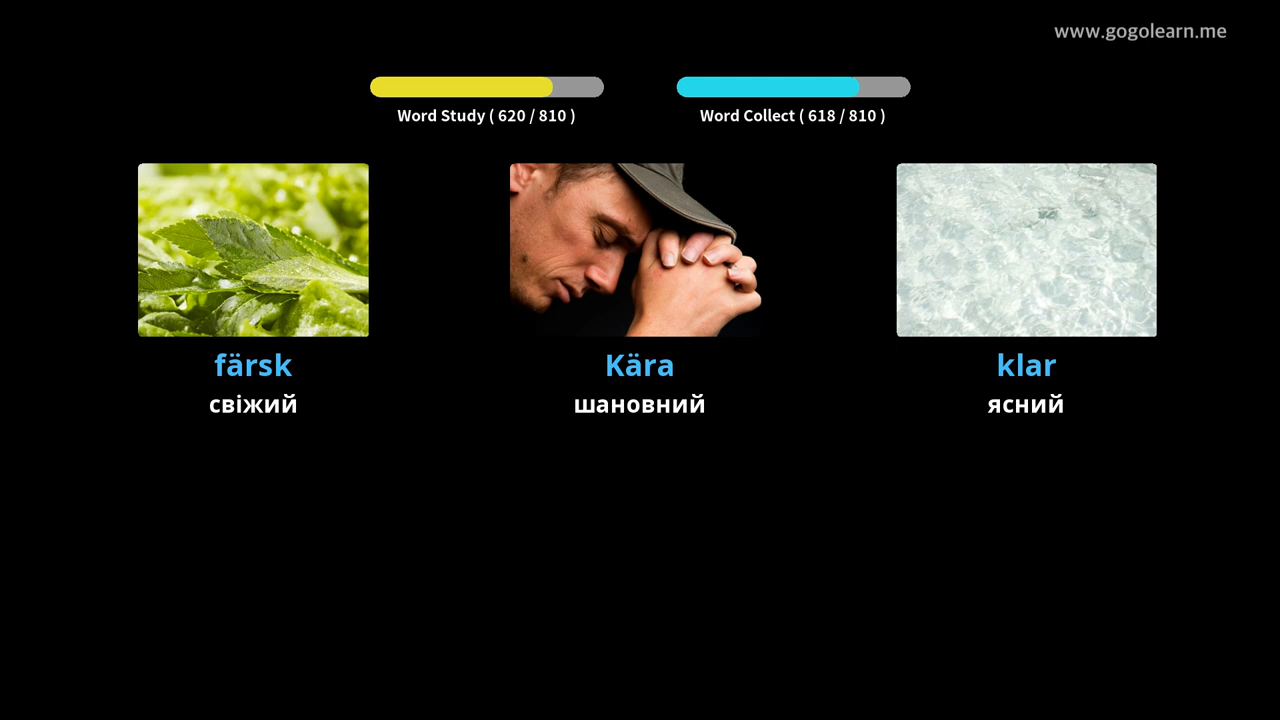 www.gogolearn.me
Word Study ( 620 / 810 )
Word Collect ( 618 / 810 )
färsk
Kära
klar
свіжий
шановний
ясний